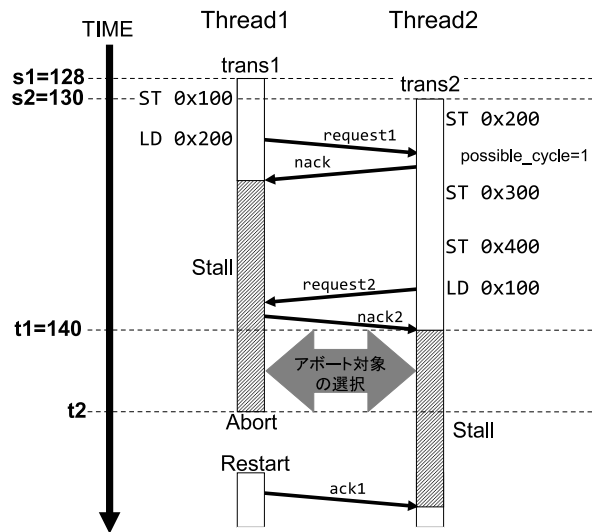 Thread1
Thread2
TIME
s1=128
trans1
trans2
s2=130
ST 0x100
ST 0x200
LD 0x200
request1
possible_cycle=1
nack
ST 0x300
ST 0x400
Stall
request2
LD 0x100
nack2
t1=140
アボート対象
の選択
t2
Abort
Stall
Restart
ack1